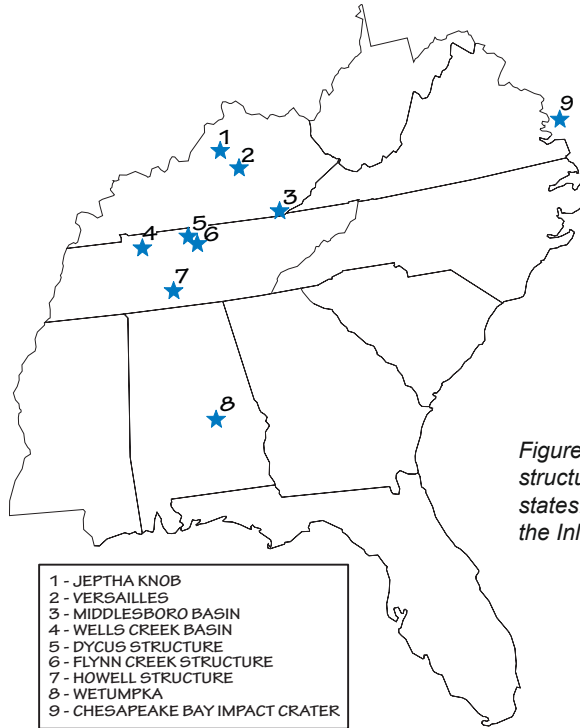 9
1
2
3
5
4
6
7
8
Figure
structu
states
the Inl
1 - JEPTHA KNOB
2 - VERSAILLES
3 - MIDDLESBORO BASIN
4 - WELLS CREEK BASIN
5 - DYCUS STRUCTURE
6 - FLYNN CREEK STRUCTURE
7 - HOWELL STRUCTURE
8 - WETUMPKA
9 - CHESAPEAKE BAY IMPACT CRATER